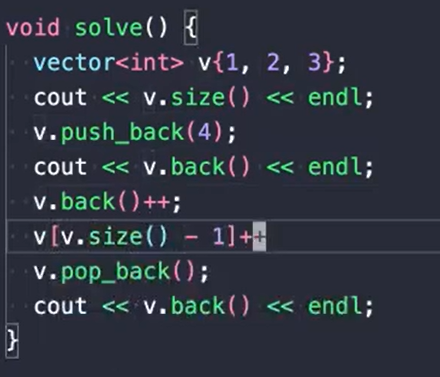 void solve() {
vector<int> v{1, 2, 3};
cout << v.size() << endl;
v.push_back(4);
cout << v.back() << endl;
v.back()++;
v[v.size() - 1]++
v.pop_back();
cout << v.back() << endl;
}